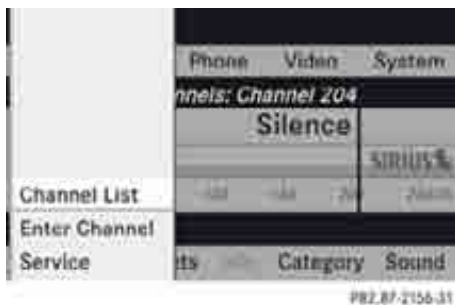 Phone Video System
nnels: Channel 204
Silence
SIRIUS
Channel List
Enter Channel
Service
ts Category Sound
P82.87-2156-31